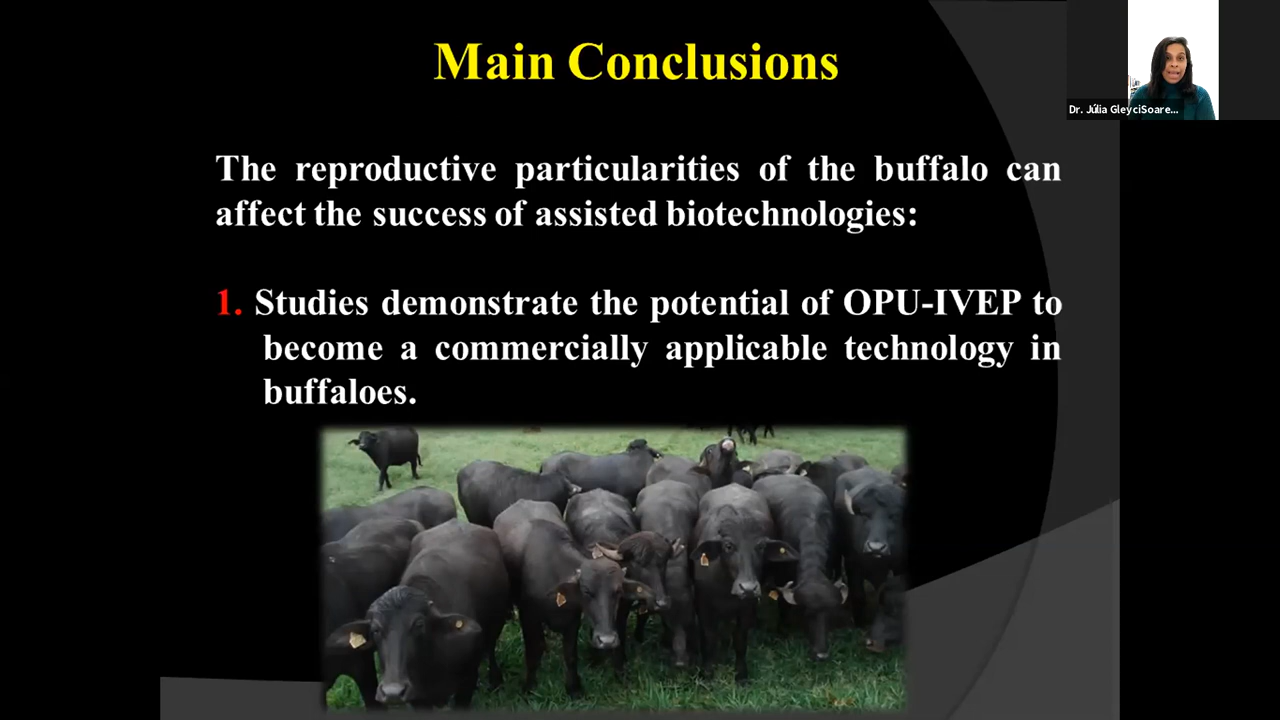 Main Conclusions
Dr. Júlia GleyciSoare...
The reproductive particularities of the buffalo can
affect the success of assisted biotechnologies:
1. Studies demonstrate the potential of OPU-IVEP to
become a commercially applicable technology in
buffaloes.